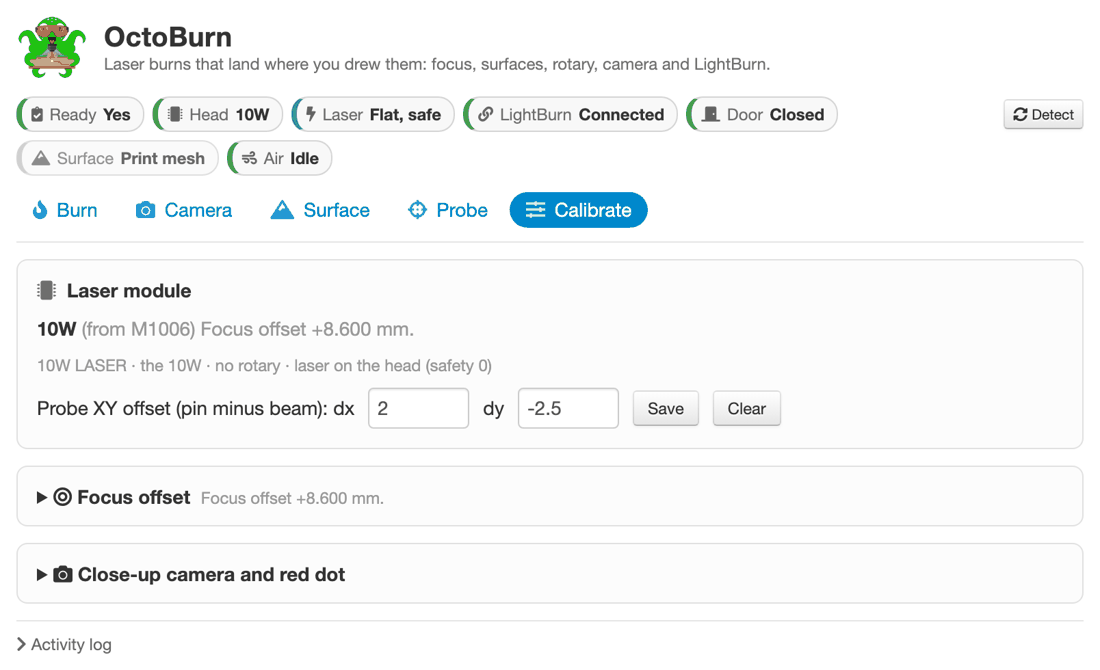 OctoBurn
Laser burns that land where you drew them: focus, surfaces, rotary, camera and LightBurn.
Ready Yes Head 10W Laser Flat, safe LightBurn Connected Door Closed Detect
Surface Print mesh Air Idle
Burn Camera Surface Probe Calibrate
Laser module
10W (from M1006) Focus offset +8.600 mm.
10W LASER · the 10W · no rotary · laser on the head (safety 0)
Probe XY offset (pin minus beam): dx 2 dy -2.5 Save Clear
Focus offset Focus offset +8.600 mm.
Close-up camera and red dot
Activity log